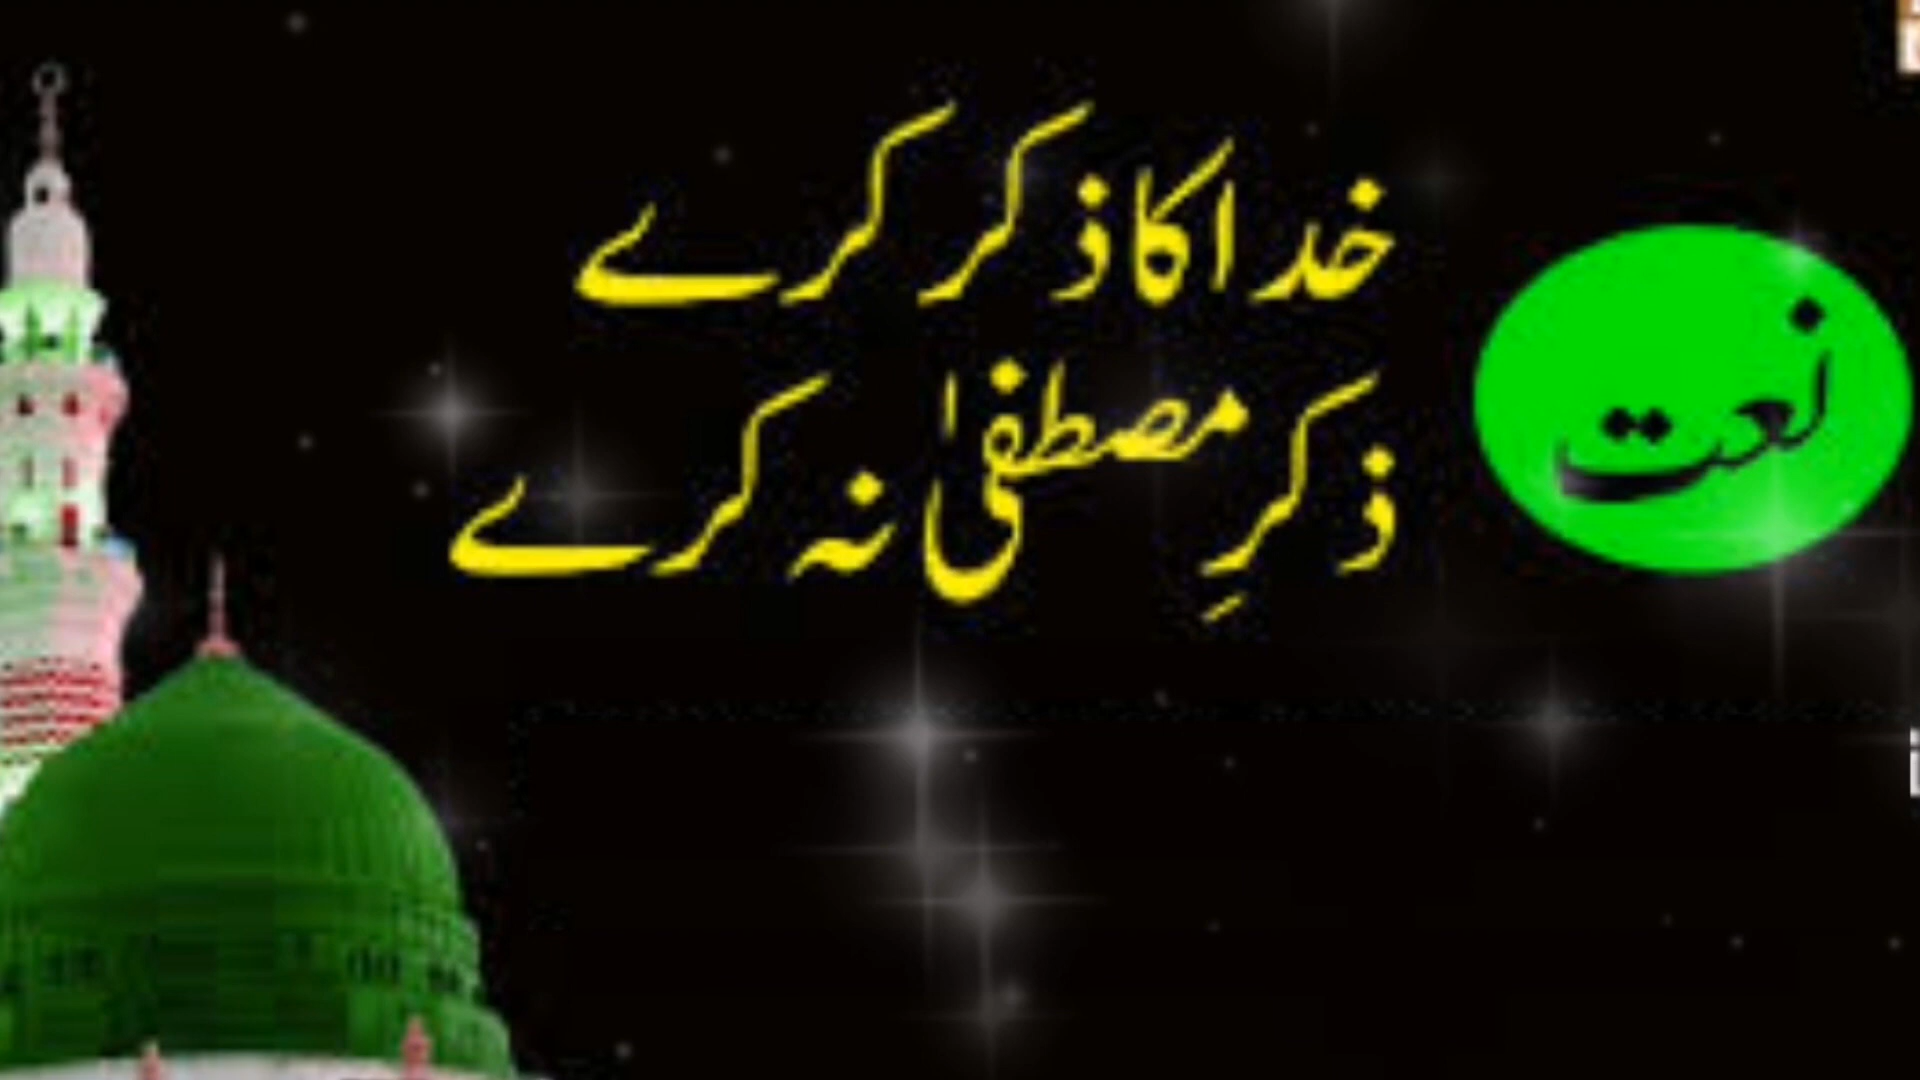 خدا کا ذکر کرے
ذکرِ مصطفیٰ نہ کرے
نعت